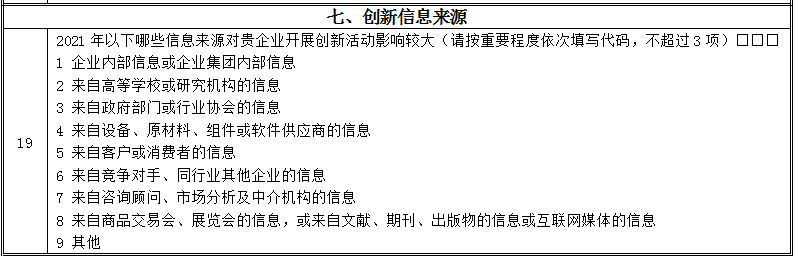 七、创新信息来源
19
2021 年以下哪些信息来源对贵企业开展创新活动影响较大（请按重要程度依次填写代码，不超过 3 项）□□□
1 企业内部信息或企业集团内部信息
2 来自高等学校或研究机构的信息
3 来自政府部门或行业协会的信息
4 来自设备、原材料、组件或软件供应商的信息
5 来自客户或消费者的信息
6 来自竞争对手、同行业其他企业的信息
7 来自咨询顾问、市场分析及中介机构的信息
8 来自商品交易会、展览会的信息，或来自文献、期刊、出版物的信息或互联网媒体的信息
9 其他